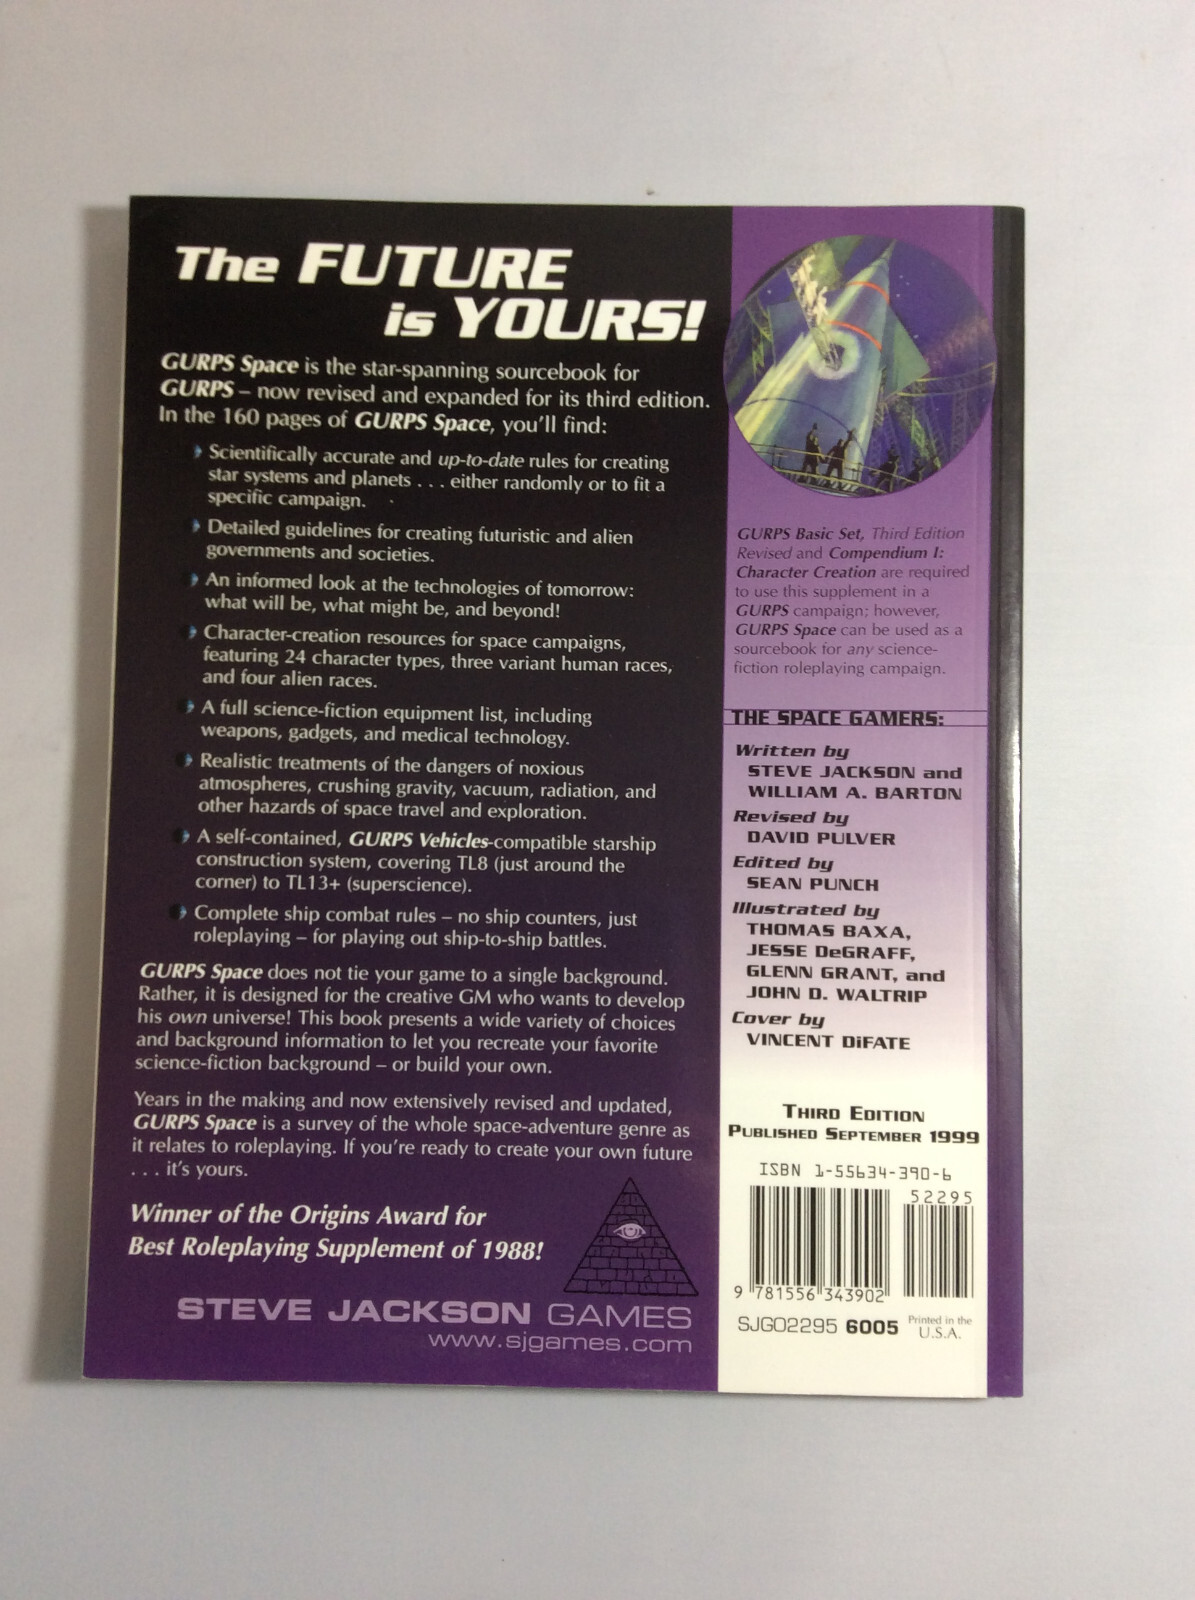 The FUTURE
is YOURS!
GURPS Space is the star-spanning sourcebook for
GURPS – now revised and expanded for its third edition.
In the 160 pages of GURPS Space, you'll find:
Scientifically accurate and up-to-date rules for creating
star systems and planets . . . either randomly or to fit a
specific campaign.
Detailed guidelines for creating futuristic and alien
governments and societies.
An informed look at the technologies of tomorrow:
what will be, what might be, and beyond!
Character-creation resources for space campaigns,
featuring 24 character types, three variant human races,
and four alien races.
A full science-fiction equipment list, including
weapons, gadgets, and medical technology.
Realistic treatments of the dangers of noxious
atmospheres, crushing gravity, vacuum, radiation, and
other hazards of space travel and exploration.
A self-contained, GURPS Vehicles-compatible starship
construction system, covering TL8 (just around the
corner) to TL13+ (superscience).
Complete ship combat rules – no ship counters, just
roleplaying – for playing out ship-to-ship battles.
GURPS Space does not tie your game to a single background.
Rather, it is designed for the creative GM who wants to develop
his own universe! This book presents a wide variety of choices
and background information to let you recreate your favorite
science-fiction background – or build your own.
Years in the making and now extensively revised and updated,
GURPS Space is a survey of the whole space-adventure genre as
it relates to roleplaying. If you're ready to create your own future
. . . it's yours.
Winner of the Origins Award for
Best Roleplaying Supplement of 1988!
STEVE JACKSON GAMES
www.sjgames.com
GURPS Basic Set, Third Edition
Revised and Compendium I:
Character Creation are required
to use this supplement in a
GURPS campaign; however,
GURPS Space can be used as a
sourcebook for any science-
fiction roleplaying campaign.
THE SPACE GAMERS:
Written by
STEVE JACKSON and
WILLIAM A. BARTON
Revised by
DAVID PULVER
Edited by
SEAN PUNCH
Illustrated by
THOMAS BAXA,
JESSE DeGRAFF,
GLENN GRANT, and
JOHN D. WALTRIP
Cover by
VINCENT DiFATE
THIRD EDITION
PUBLISHED SEPTEMBER 1999
ISBN 1-55634-390-6
52295
9 781556 343902
SJG02295 6005 Printed in the
U.S.A.